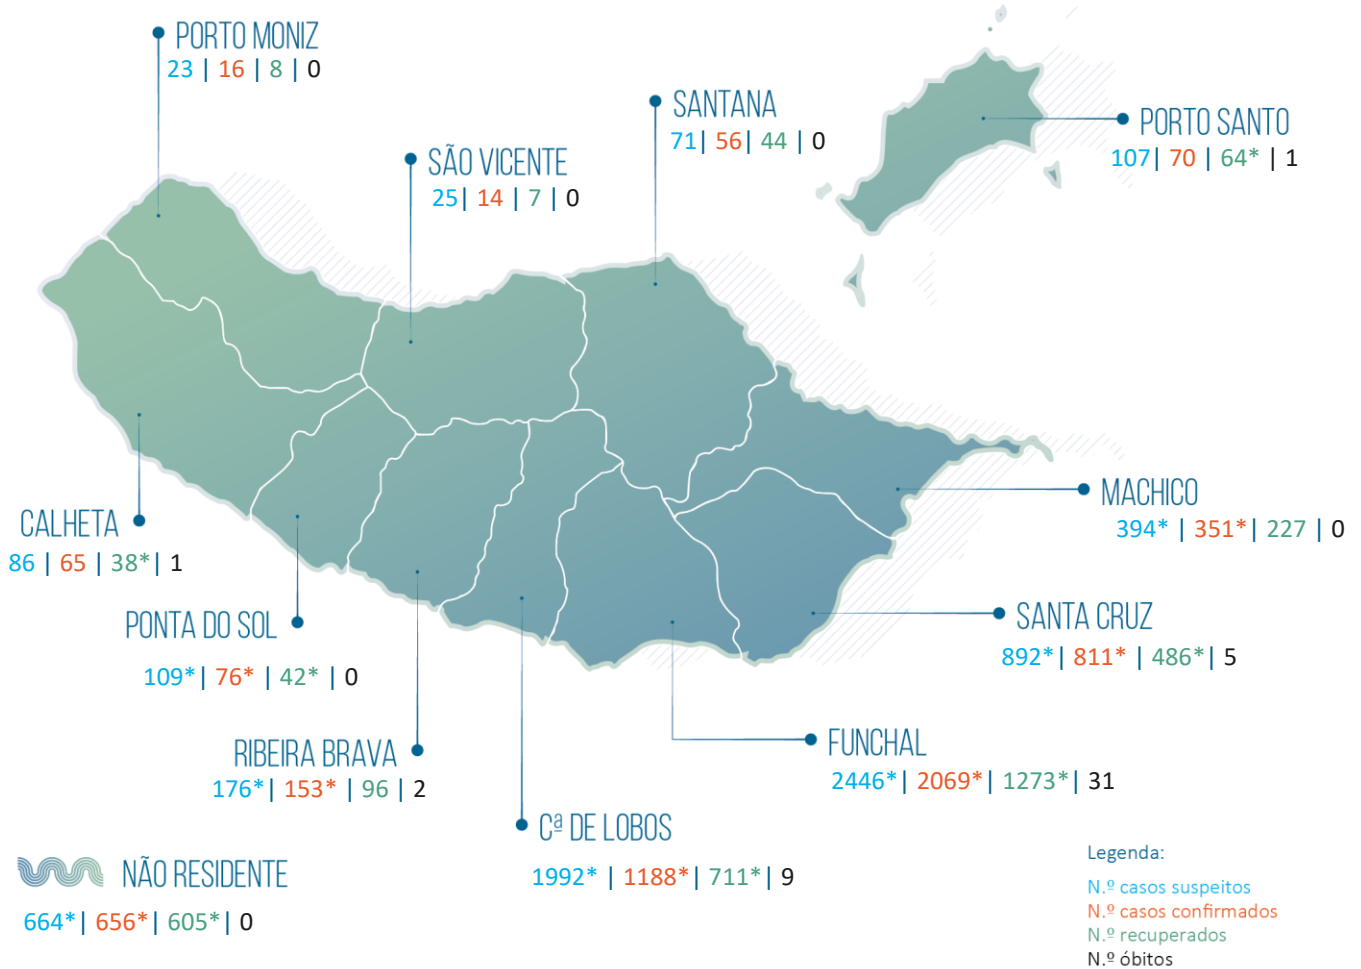 PORTO MONIZ
23 | 16 | 8 | 0
SANTANA
71| 56| 44 | 0
PORTO SANTO
107| 70 | 64* | 1
SÃO VICENTE
25| 14 | 7 | 0
MACHICO
394* | 351* | 227 | 0
CALHETA
86 | 65 | 38*| 1
PONTA DO SOL
109*| 76* | 42* | 0
SANTA CRUZ
892*| 811* | 486*| 5
RIBEIRA BRAVA
176*| 153* | 96 | 2
FUNCHAL
2446*| 2069*| 1273*| 31
Cª DE LOBOS
1992* | 1188*| 711*| 9
NÃO RESIDENTE
664*| 656*| 605*| 0
Legenda:
N.º casos suspeitos
N.º casos confirmados
N.º recuperados
N.º óbitos